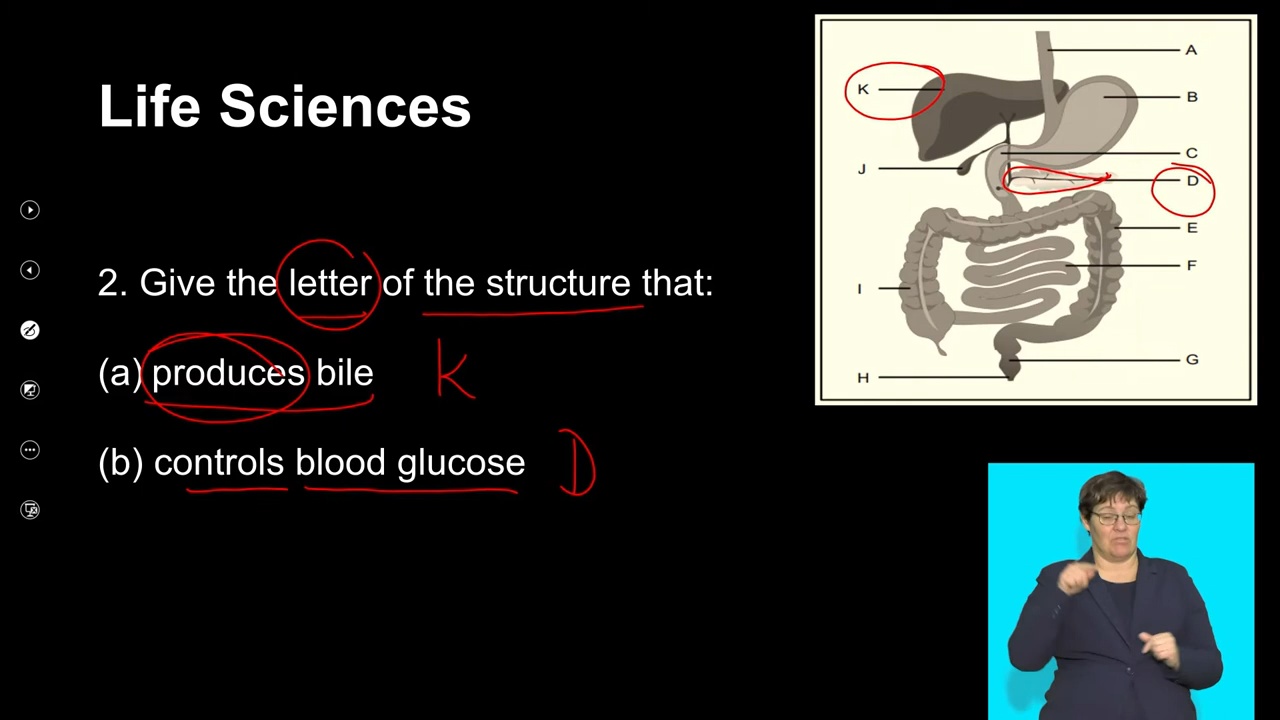 Life Sciences
2. Give the letter of the structure that:
(a) produces bile K
(b) controls blood glucose D
A
K
B
C
J
D
E
F
I
G
H